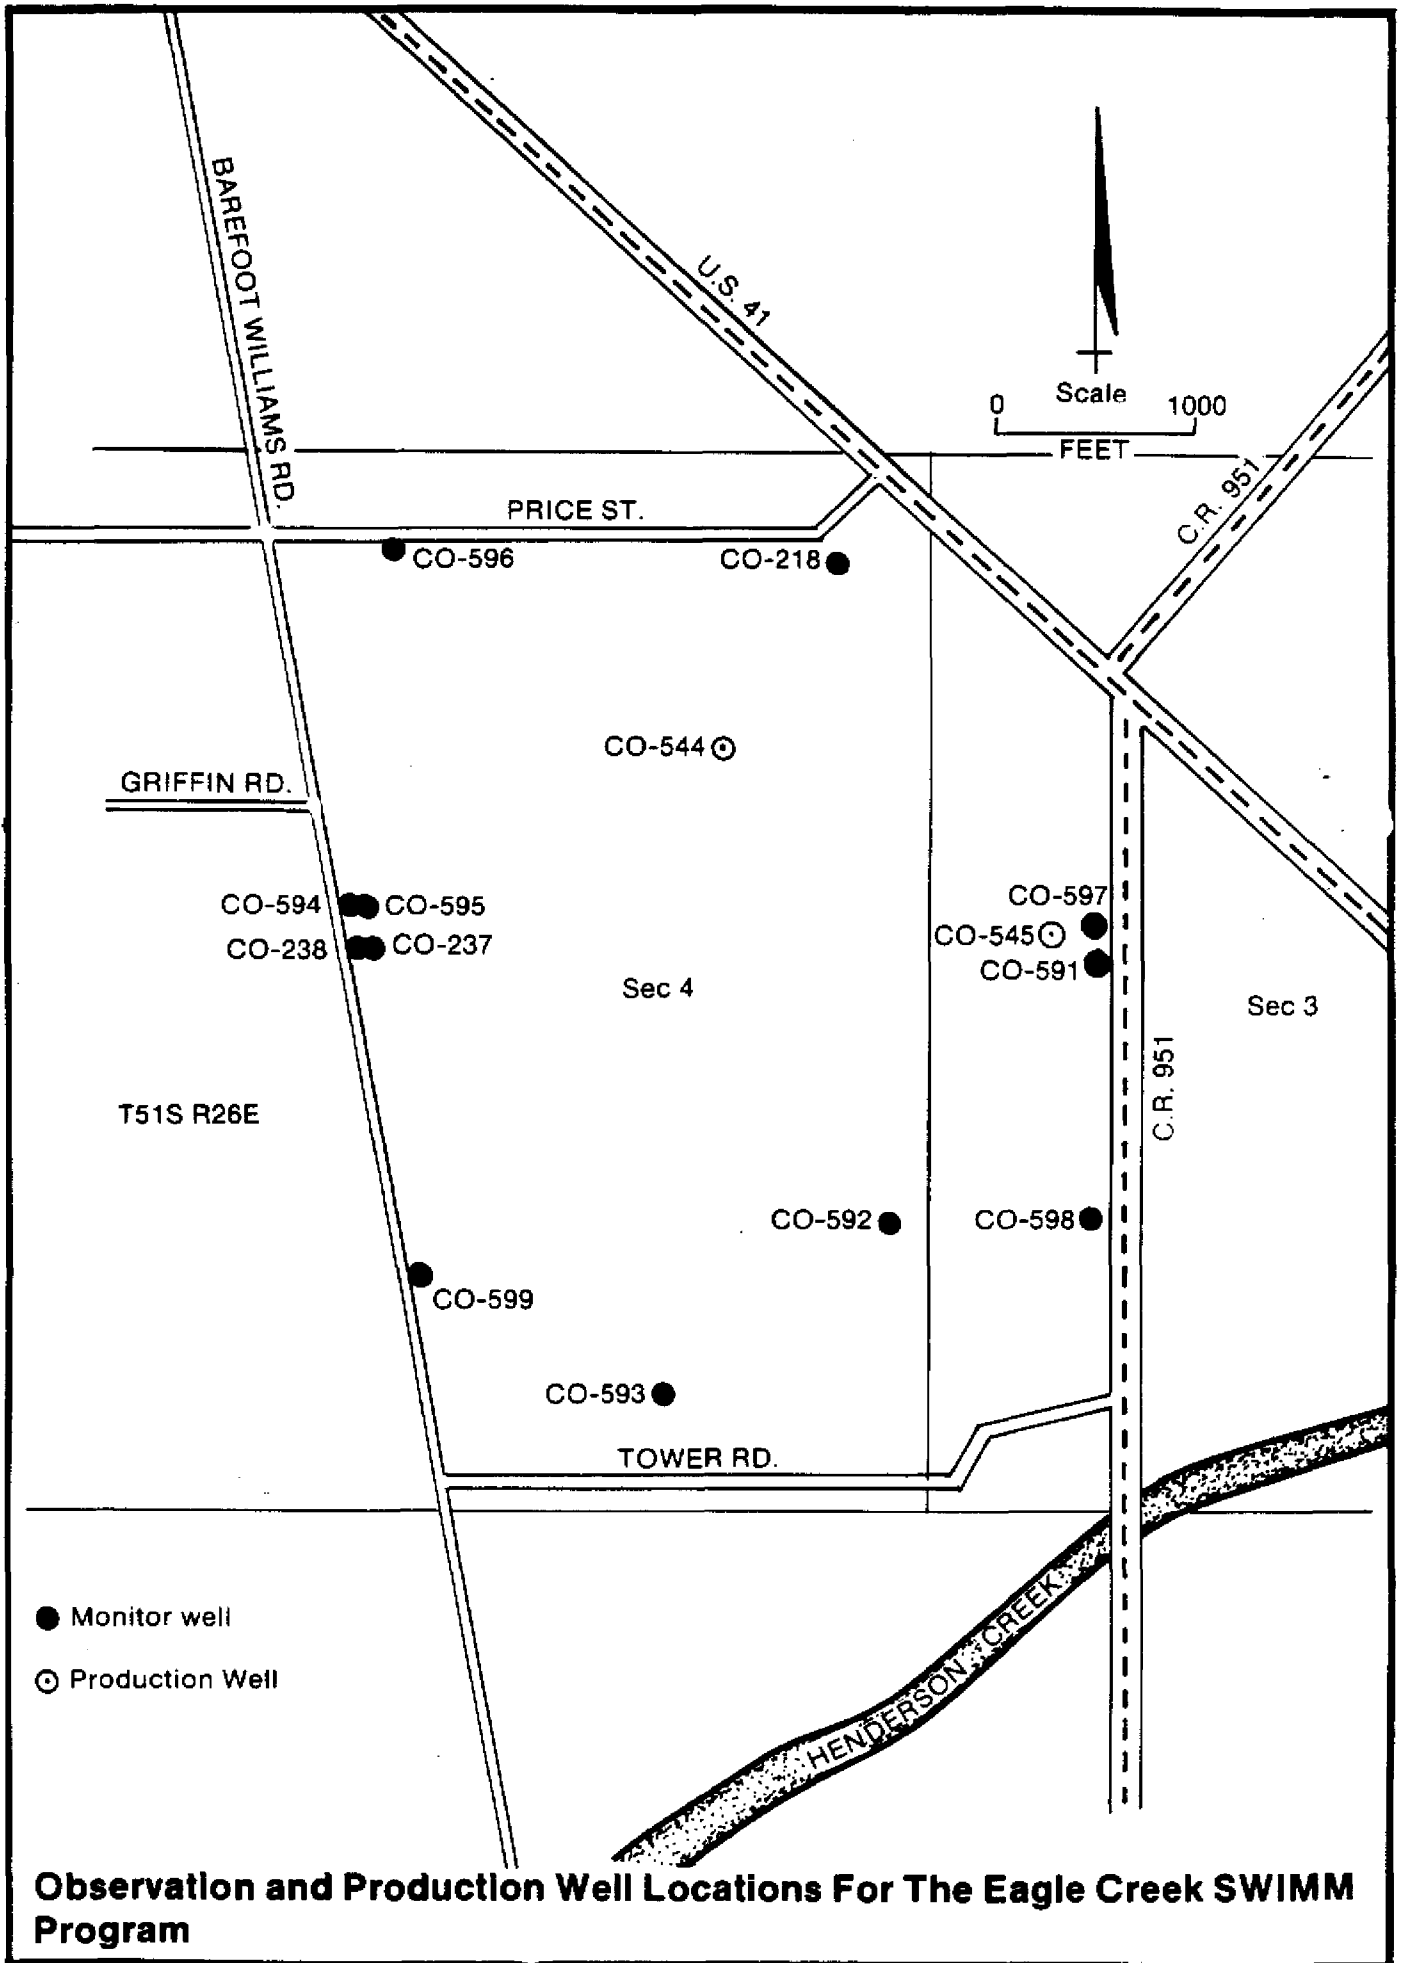 BAREFOOT WILLIAMS RD.
U.S. 41
Scale
0 1000
FEET
C.R. 951
PRICE ST.
CO-596
CO-218
CO-544
GRIFFIN RD.
CO-594
CO-595
CO-238
CO-237
CO-597
CO-545
CO-591
Sec 4
Sec 3
C.R. 951
T51S R26E
CO-592
CO-598
CO-599
CO-593
TOWER RD.
HENDERSON CREEK
Monitor well
Production Well
Observation and Production Well Locations For The Eagle Creek SWIMM
Program